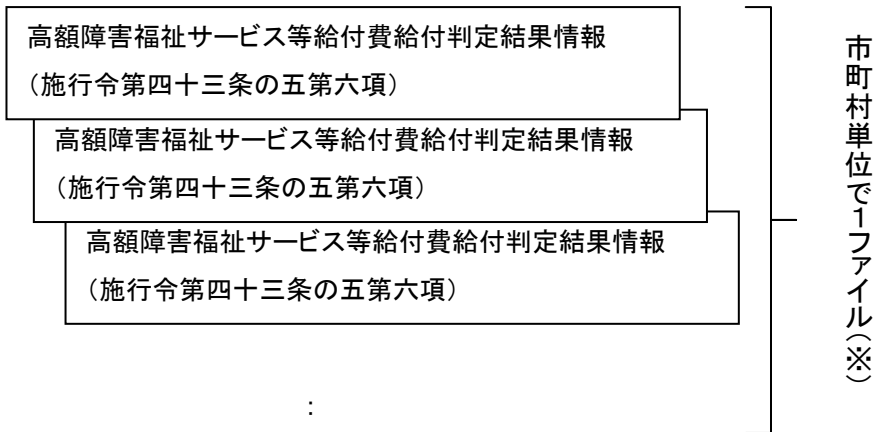 高額障害福祉サービス等給付費給付判定結果情報
（施行令第四十三条の五第六項）
高額障害福祉サービス等給付費給付判定結果情報
（施行令第四十三条の五第六項）
高額障害福祉サービス等給付費給付判定結果情報
（施行令第四十三条の五第六項）
：
市町村単位で１ファイル（※）